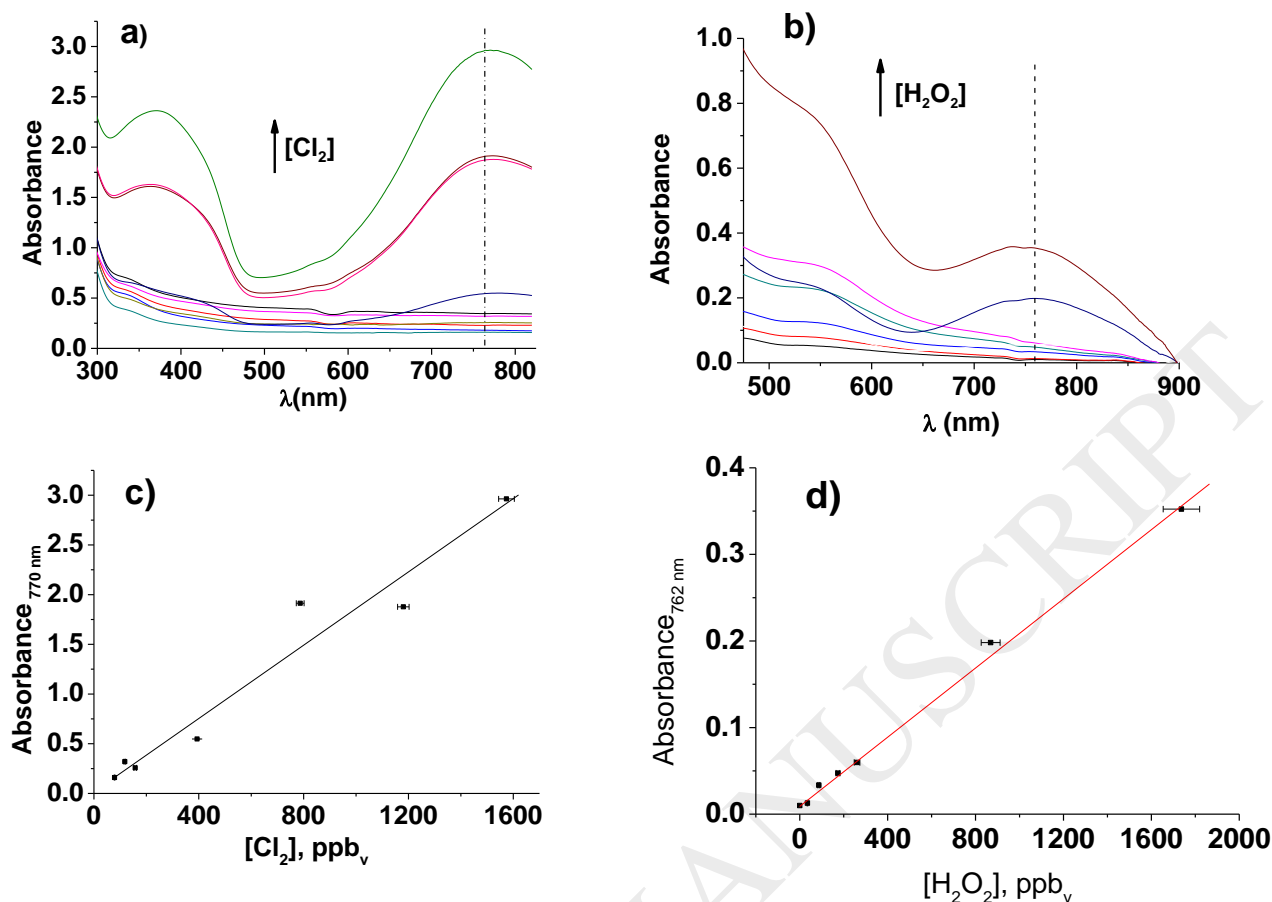 a)
[Cl₂]
Absorbance
3.0
2.5
2.0
1.5
1.0
0.5
0.0
300 400 500 600 700 800
λ(nm)
b)
[H₂O₂]
Absorbance
1.0
0.8
0.6
0.4
0.2
0.0
500 600 700 800 900
λ (nm)
c)
Absorbance₇₇₀ ₙₘ
3.0
2.5
2.0
1.5
1.0
0.5
0.0
0 400 800 1200 1600
[Cl₂], ppbᵥ
d)
Absorbance₇₆₂ ₙₘ
0.4
0.3
0.2
0.1
0.0
0 400 800 1200 1600 2000
[H₂O₂], ppbᵥ
ANUSCRIPT